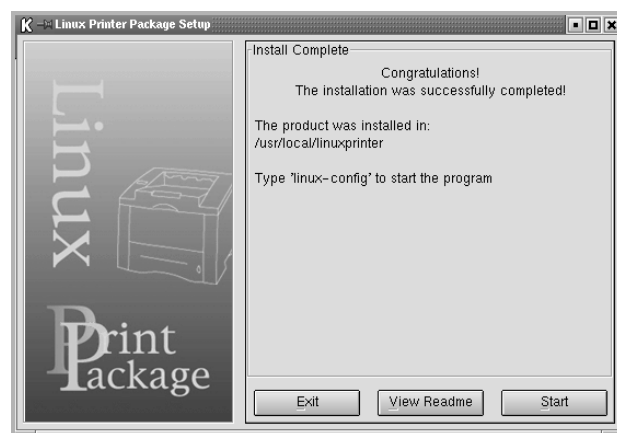 Linux Printer Package Setup
Install Complete
Congratulations!
The installation was successfully completed!
The product was installed in:
/usr/local/linuxprinter
Type 'linux-config' to start the program
Linux
Print
Package
Exit
View Readme
Start